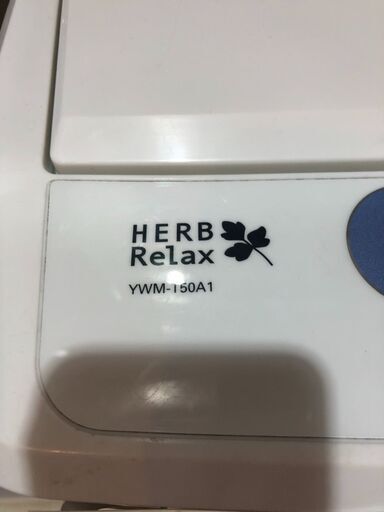 HERB
Relax
YWM-T50A1